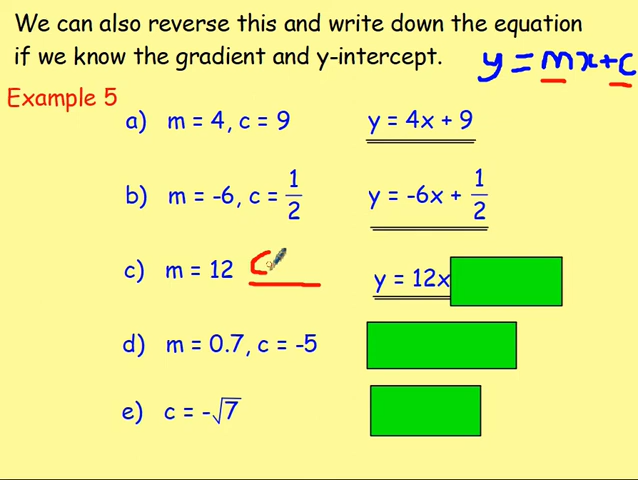 We can also reverse this and write down the equation
if we know the gradient and y-intercept.
y = mx+c
Example 5
a) m = 4, c = 9 y = 4x + 9
b) m = -6, c = 1/2 y = -6x + 1/2
c) m = 12 c y = 12x
d) m = 0.7, c = -5
e) c = -√7